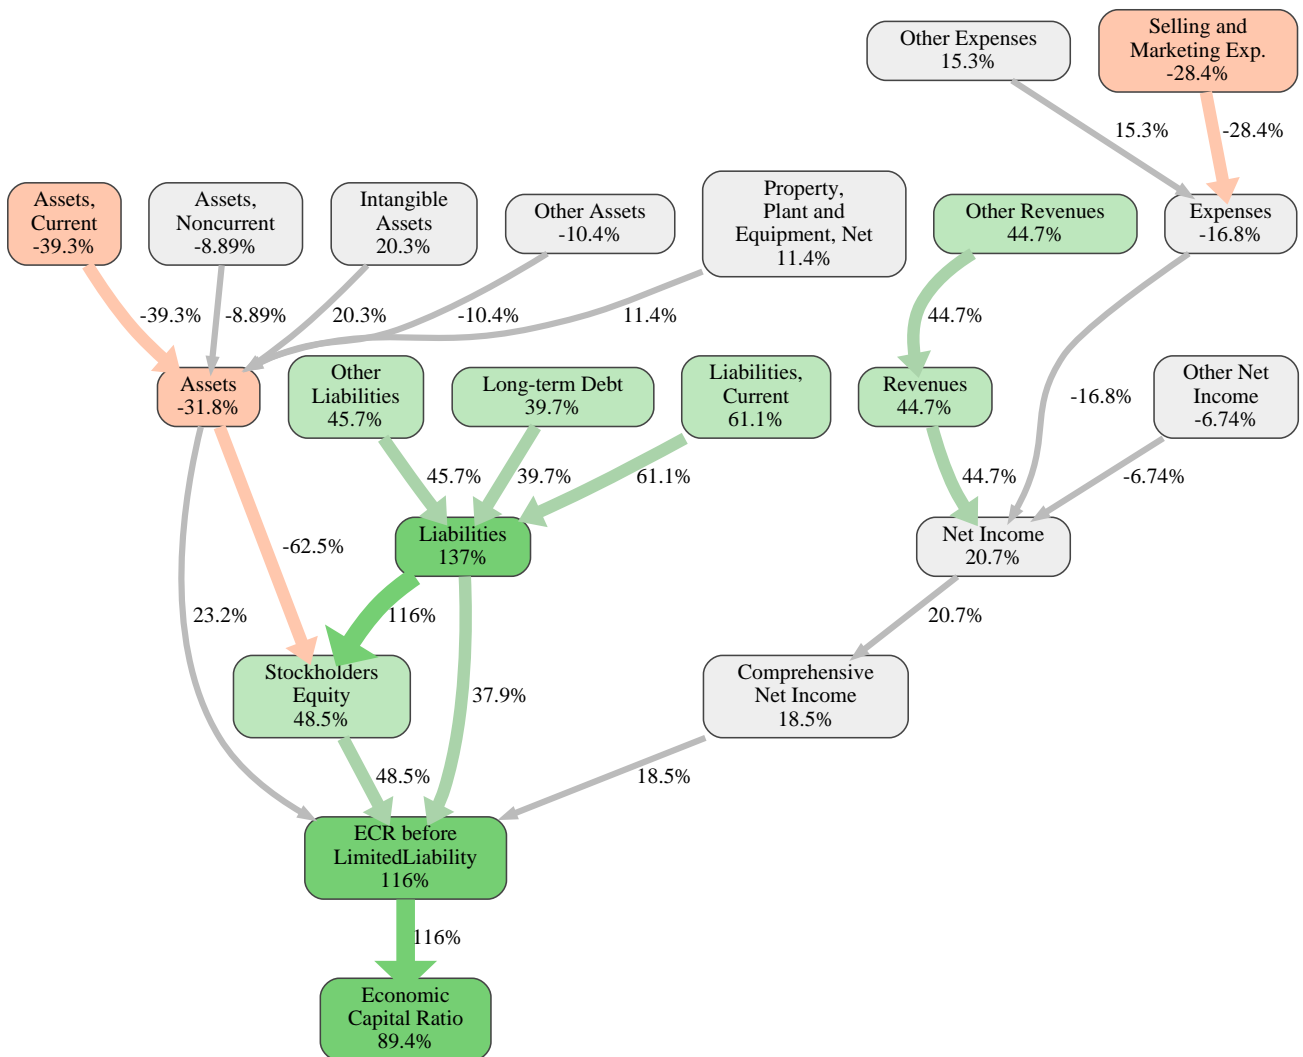 Other Expenses
15.3%
Selling and
Marketing Exp.
-28.4%
15.3%
-28.4%
Assets,
Current
-39.3%
Assets,
Noncurrent
-8.89%
Intangible
Assets
20.3%
Other Assets
-10.4%
Property,
Plant and
Equipment, Net
11.4%
Other Revenues
44.7%
Expenses
-16.8%
-39.3%
-8.89%
20.3%
-10.4%
11.4%
44.7%
Assets
-31.8%
Other
Liabilities
45.7%
Long-term Debt
39.7%
Liabilities,
Current
61.1%
Revenues
44.7%
-16.8%
Other Net
Income
-6.74%
45.7%
39.7%
61.1%
44.7%
-6.74%
-62.5%
Liabilities
137%
Net Income
20.7%
23.2%
116%
20.7%
Stockholders
Equity
48.5%
37.9%
Comprehensive
Net Income
18.5%
48.5%
18.5%
ECR before
LimitedLiability
116%
116%
Economic
Capital Ratio
89.4%